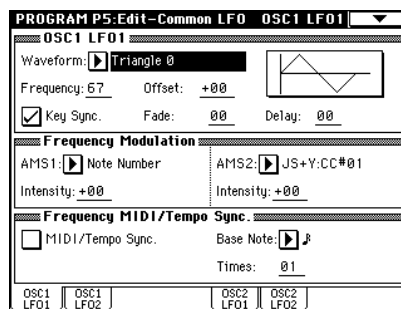 PROGRAM P5:Edit-Common LFO OSC1 LFO1
OSC1 LFO1
Waveform: Triangle 0
Frequency: 67 Offset: +00
Key Sync. Fade: 00 Delay: 00
Frequency Modulation
AMS1: Note Number AMS2: JS+Y:CC#01
Intensity: +00 Intensity: +00
Frequency MIDI/Tempo Sync.
MIDI/Tempo Sync. Base Note: ♪
Times: 01
OSC1 LFO1 OSC1 LFO2 OSC2 LFO1 OSC2 LFO2